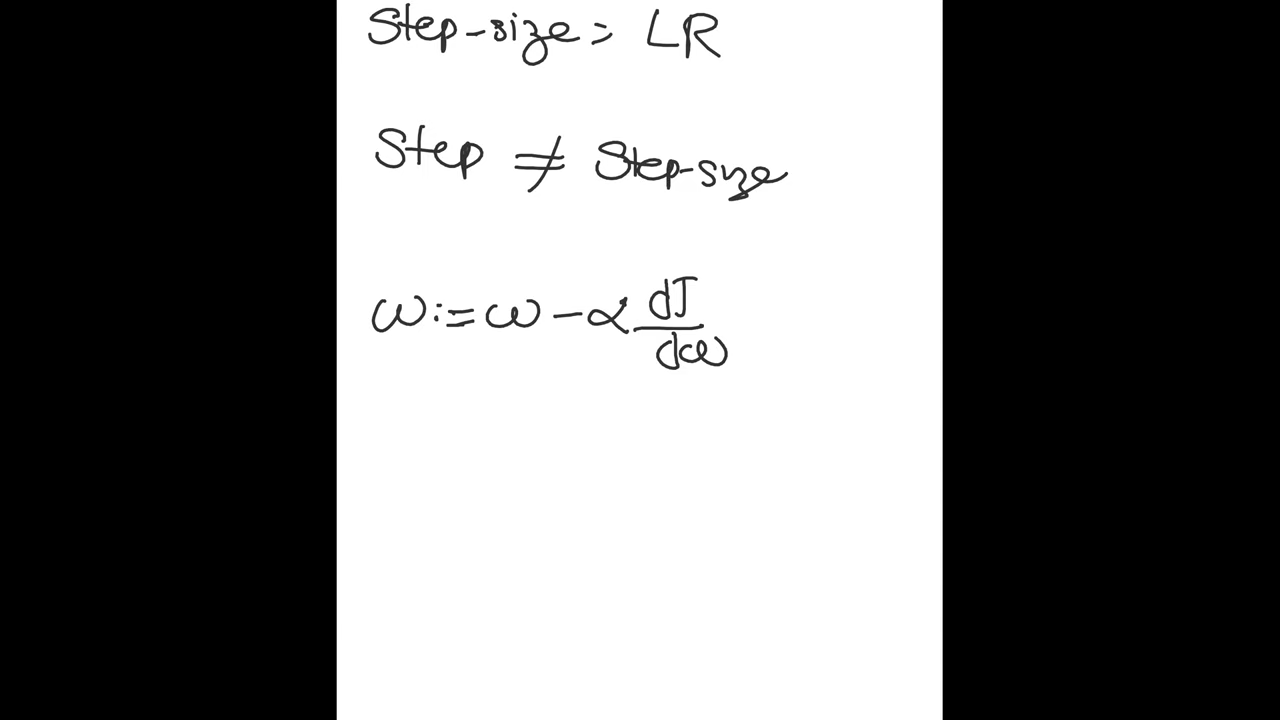 Step-size = LR
Step ≠ Step-size
ω := ω - α dJ/dω